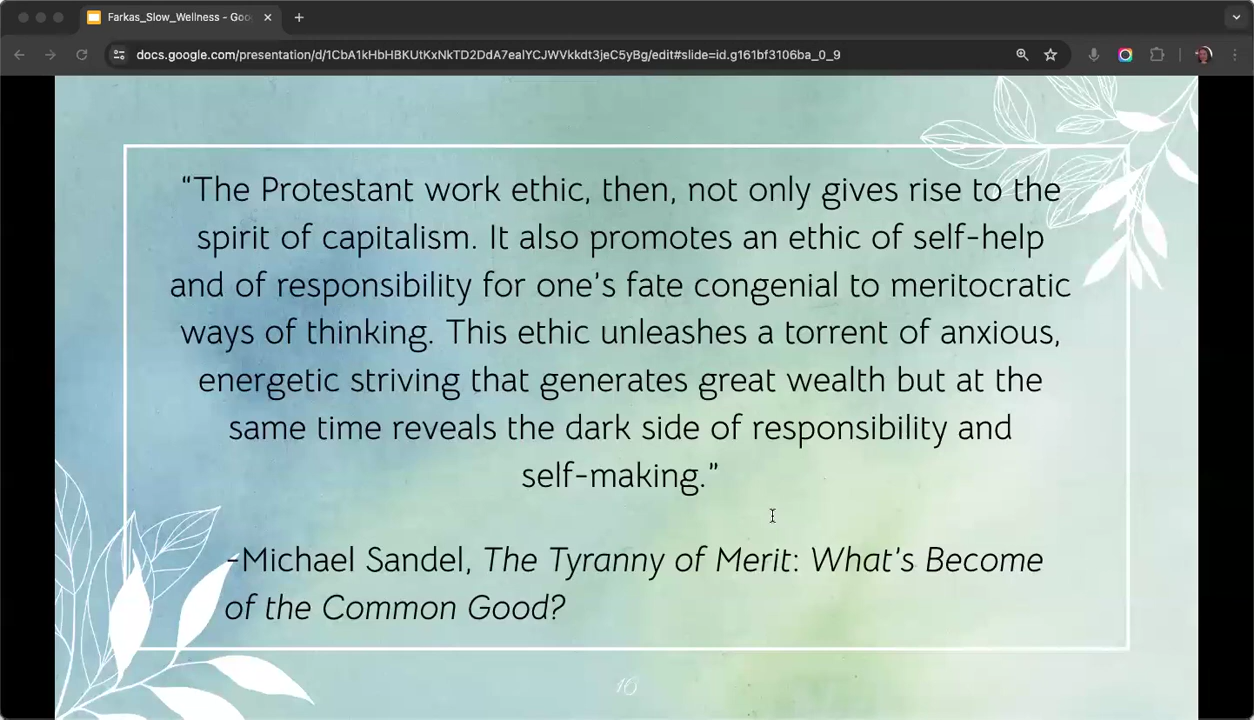 Farkas_Slow_Wellness - Goo
docs.google.com/presentation/d/1CbA1kHbHBKUtKxNkTD2DdA7ealYCJWVkkdt3jeC5yBg/edit#slide=id.g161bf3106ba_0_9
“The Protestant work ethic, then, not only gives rise to the
spirit of capitalism. It also promotes an ethic of self-help
and of responsibility for one's fate congenial to meritocratic
ways of thinking. This ethic unleashes a torrent of anxious,
energetic striving that generates great wealth but at the
same time reveals the dark side of responsibility and
self-making.”
-Michael Sandel, The Tyranny of Merit: What's Become
of the Common Good?
10